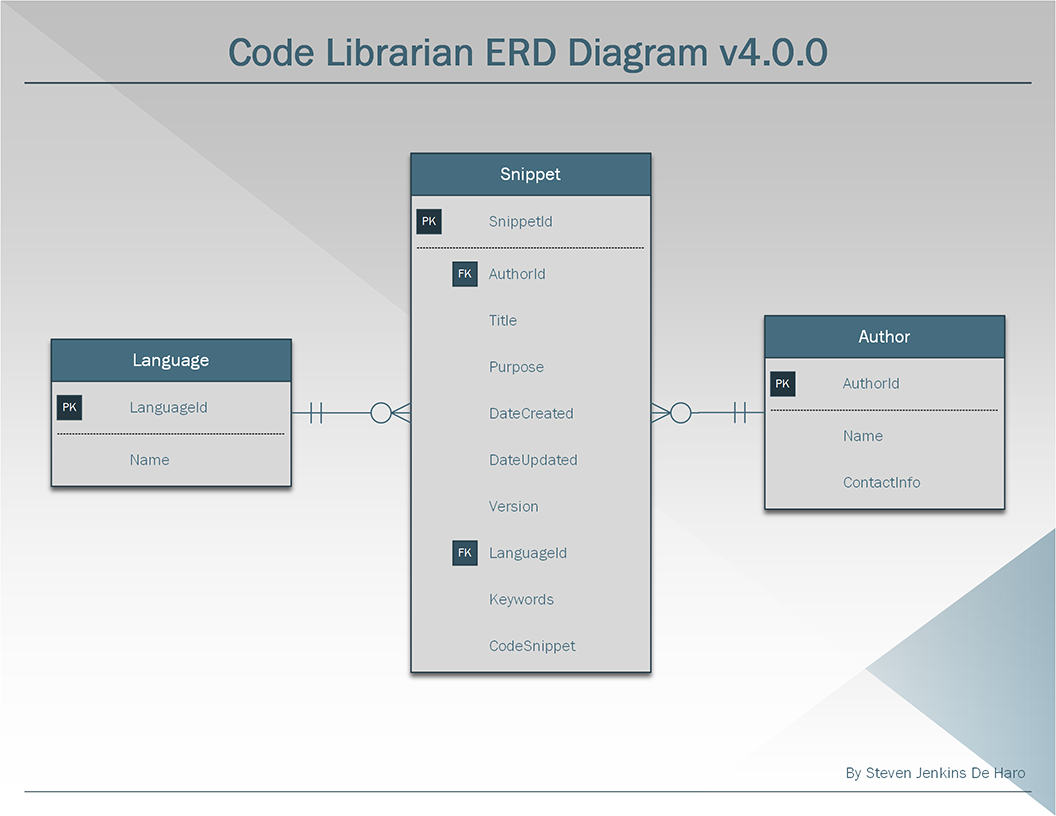 Code Librarian ERD Diagram v4.0.0
Snippet
PK SnippetId
FK AuthorId
Title
Purpose
DateCreated
DateUpdated
Version
FK LanguageId
Keywords
CodeSnippet
Language
PK LanguageId
Name
Author
PK AuthorId
Name
ContactInfo
By Steven Jenkins De Haro